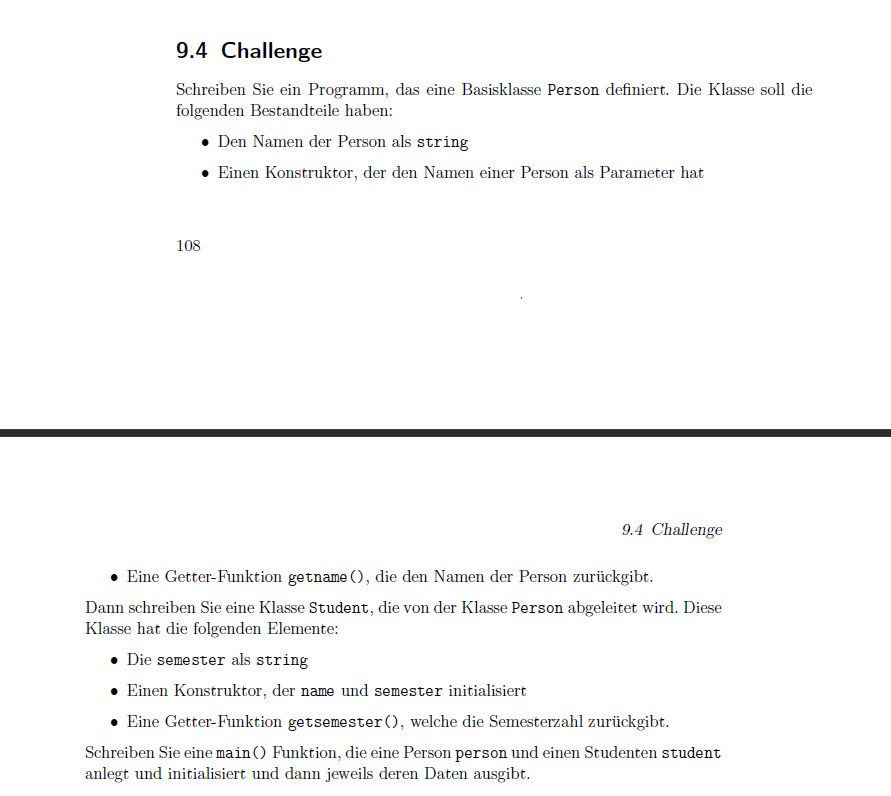 9.4 Challenge
Schreiben Sie ein Programm, das eine Basisklasse Person definiert. Die Klasse soll die
folgenden Bestandteile haben:
• Den Namen der Person als string
• Einen Konstruktor, der den Namen einer Person als Parameter hat
108
9.4 Challenge
• Eine Getter-Funktion getname(), die den Namen der Person zurückgibt.
Dann schreiben Sie eine Klasse Student, die von der Klasse Person abgeleitet wird. Diese
Klasse hat die folgenden Elemente:
• Die semester als string
• Einen Konstruktor, der name und semester initialisiert
• Eine Getter-Funktion getsemester(), welche die Semesterzahl zurückgibt.
Schreiben Sie eine main() Funktion, die eine Person person und einen Studenten student
anlegt und initialisiert und dann jeweils deren Daten ausgibt.